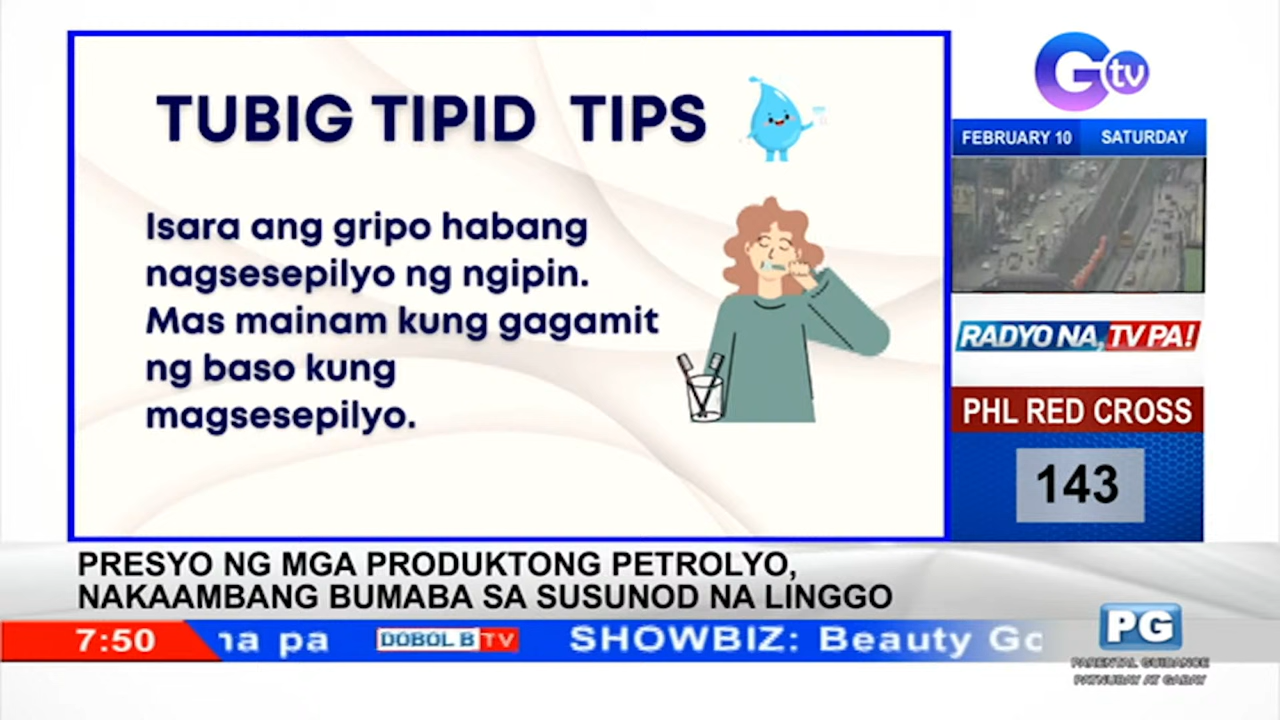 TUBIG TIPID TIPS
Isara ang gripo habang
nagsesepilyo ng ngipin.
Mas mainam kung gagamit
ng baso kung
magsesepilyo.
Gtv
FEBRUARY 10 SATURDAY
RADYO NA, TV PA!
PHL RED CROSS
143
PRESYO NG MGA PRODUKTONG PETROLYO,
NAKAAMBANG BUMABA SA SUSUNOD NA LINGGO
7:50 na pa DOBOL B TV SHOWBIZ: Beauty
PG
PARENTAL GUIDANCE
PATNUBAY AT GABAY